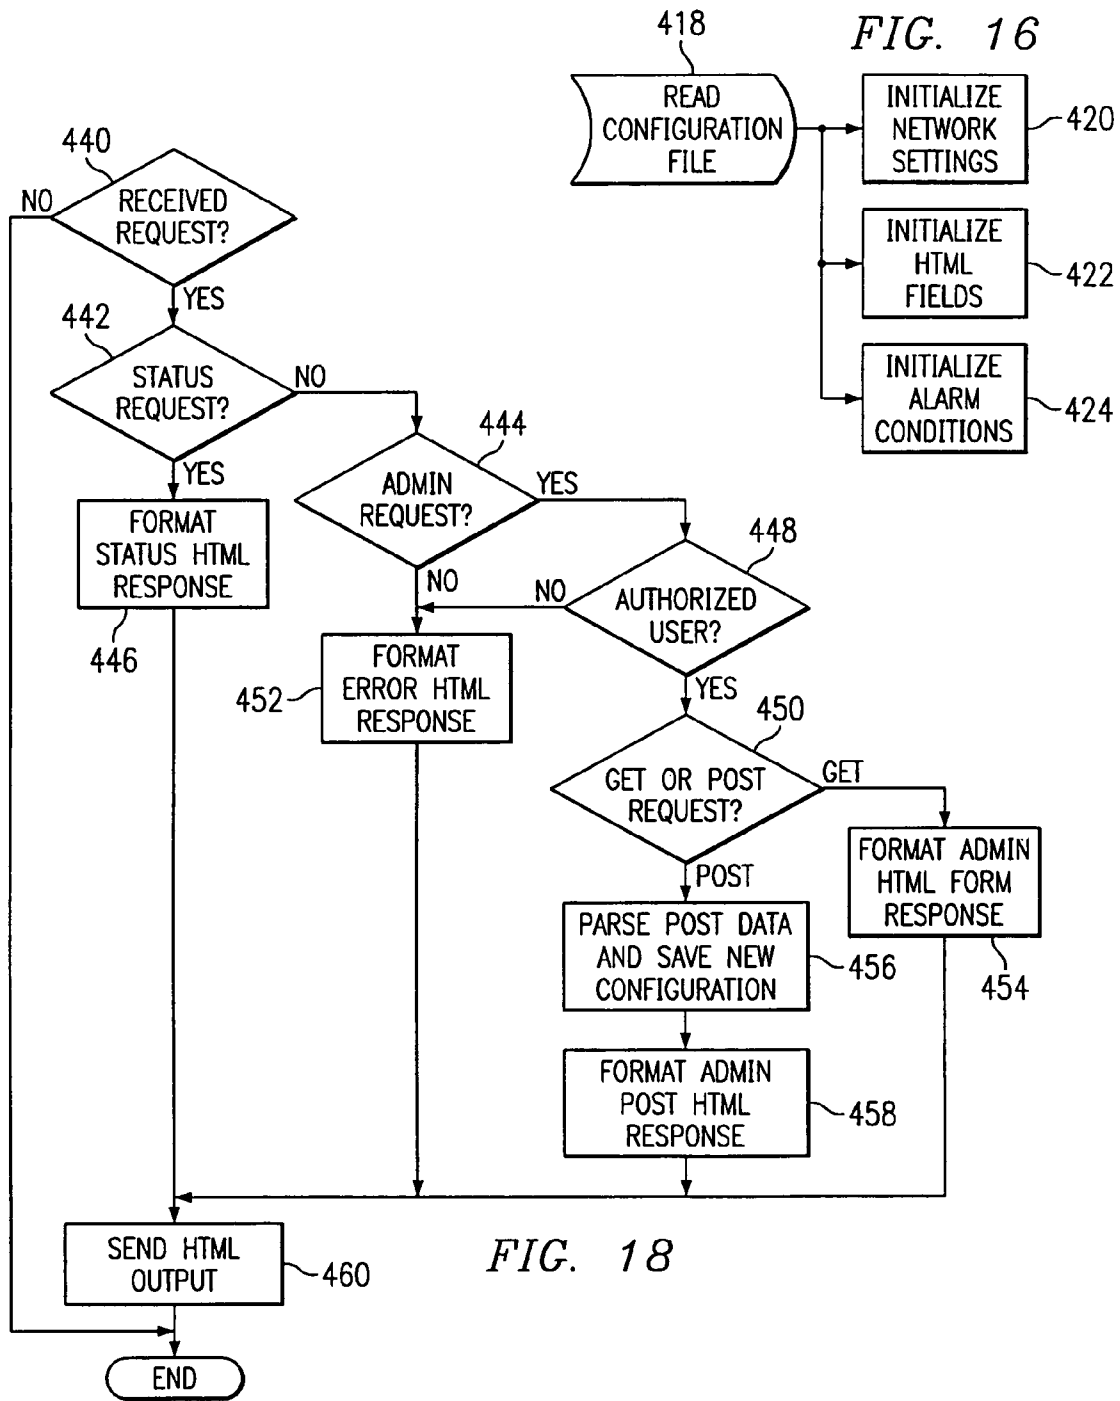 FIG. 16
418
READ
CONFIGURATION
FILE
INITIALIZE
NETWORK
SETTINGS
420
INITIALIZE
HTML
FIELDS
422
INITIALIZE
ALARM
CONDITIONS
424
440
NO
RECEIVED
REQUEST?
YES
442
STATUS
REQUEST?
NO
YES
444
ADMIN
REQUEST?
YES
NO
FORMAT
STATUS HTML
RESPONSE
446
448
AUTHORIZED
USER?
NO
YES
FORMAT
ERROR HTML
RESPONSE
452
450
GET OR POST
REQUEST?
GET
POST
FORMAT ADMIN
HTML FORM
RESPONSE
454
PARSE POST DATA
AND SAVE NEW
CONFIGURATION
456
FORMAT ADMIN
POST HTML
RESPONSE
458
SEND HTML
OUTPUT
460
FIG. 18
END